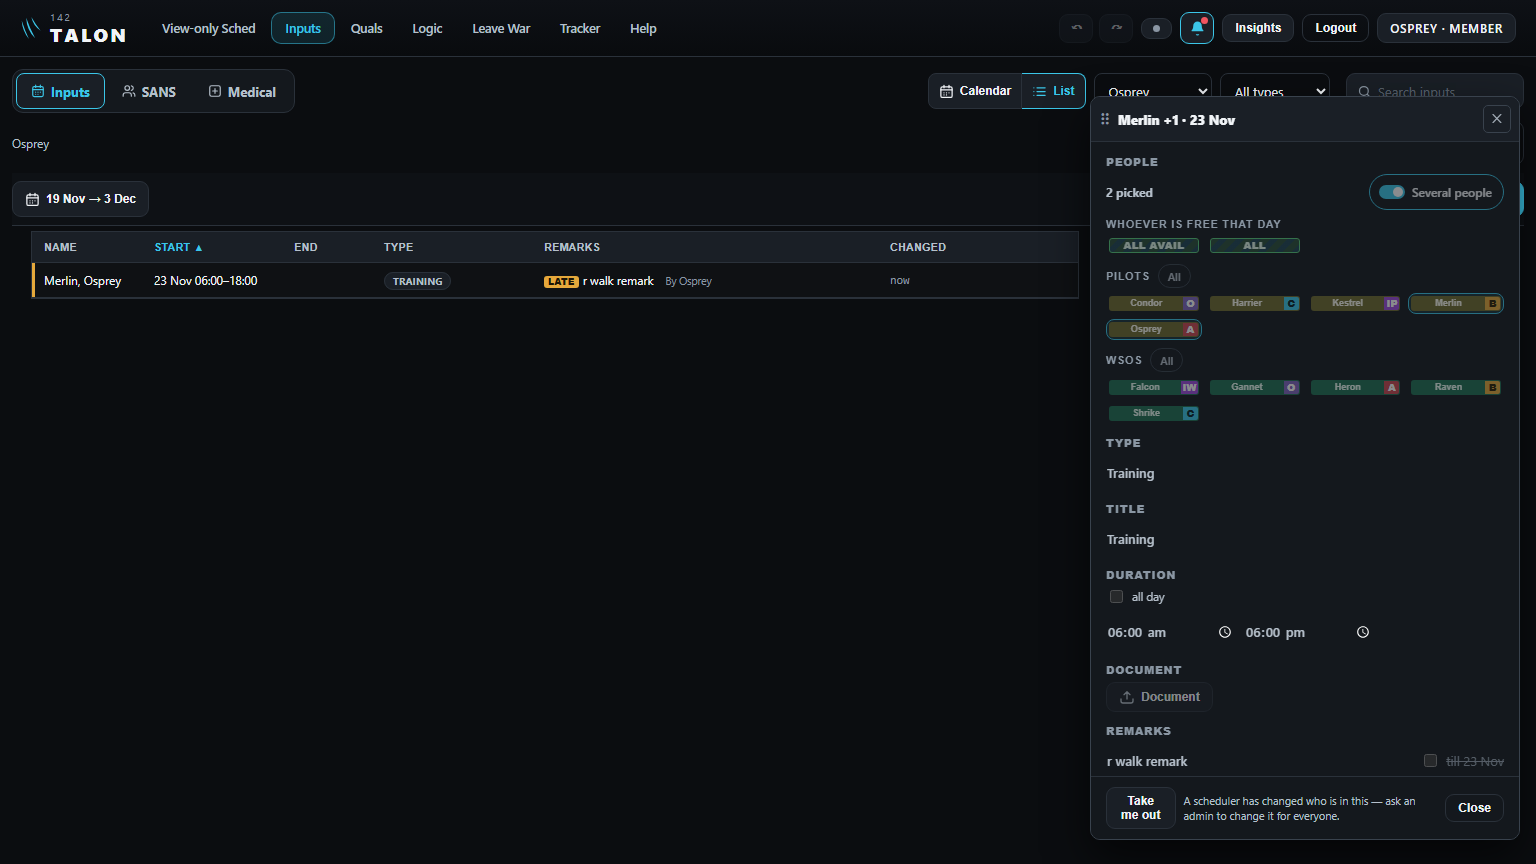 142
TALON
View-only Sched
Inputs
Quals
Logic
Leave War
Tracker
Help
Insights
Logout
OSPREY · MEMBER
Inputs
SANS
Medical
Calendar
List
Osprey
All types
Search inputs
Osprey
19 Nov → 3 Dec
NAME START ▲ END TYPE REMARKS CHANGED
Merlin, Osprey 23 Nov 06:00–18:00 TRAINING LATE r walk remark By Osprey now
Merlin +1 · 23 Nov
PEOPLE
2 picked
Several people
WHOEVER IS FREE THAT DAY
ALL AVAIL ALL
PILOTS All
Condor O Harrier C Kestrel IP Merlin B
Osprey A
WSOS All
Falcon IW Gannet O Heron A Raven B
Shrike C
TYPE
Training
TITLE
Training
DURATION
all day
06:00 am 06:00 pm
DOCUMENT
Document
REMARKS
r walk remark till 23 Nov
Take
me out
A scheduler has changed who is in this — ask an
admin to change it for everyone.
Close